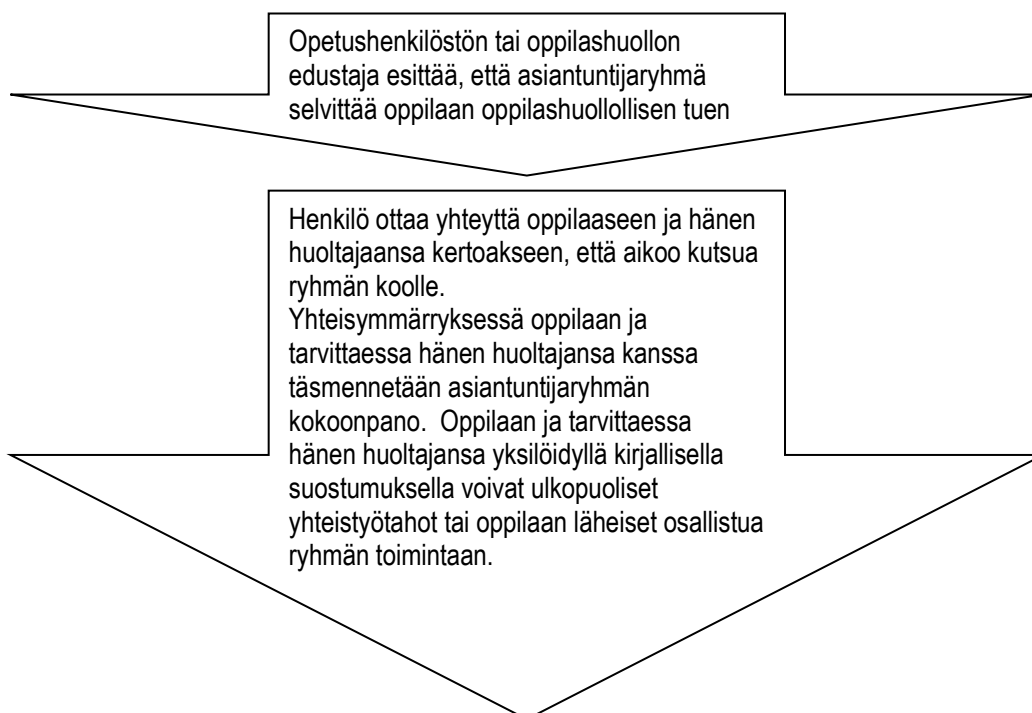 Opetushenkilöstön tai oppilashuollon
edustaja esittää, että asiantuntijaryhmä
selvittää oppilaan oppilashuollollisen tuen
Henkilö ottaa yhteyttä oppilaaseen ja hänen
huoltajaansa kertoakseen, että aikoo kutsua
ryhmän koolle.
Yhteisymmärryksessä oppilaan ja
tarvittaessa hänen huoltajansa kanssa
täsmennetään asiantuntijaryhmän
kokoonpano.  Oppilaan ja tarvittaessa
hänen huoltajansa yksilöidyllä kirjallisella
suostumuksella voivat ulkopuoliset
yhteistyötahot tai oppilaan läheiset osallistua
ryhmän toimintaan.